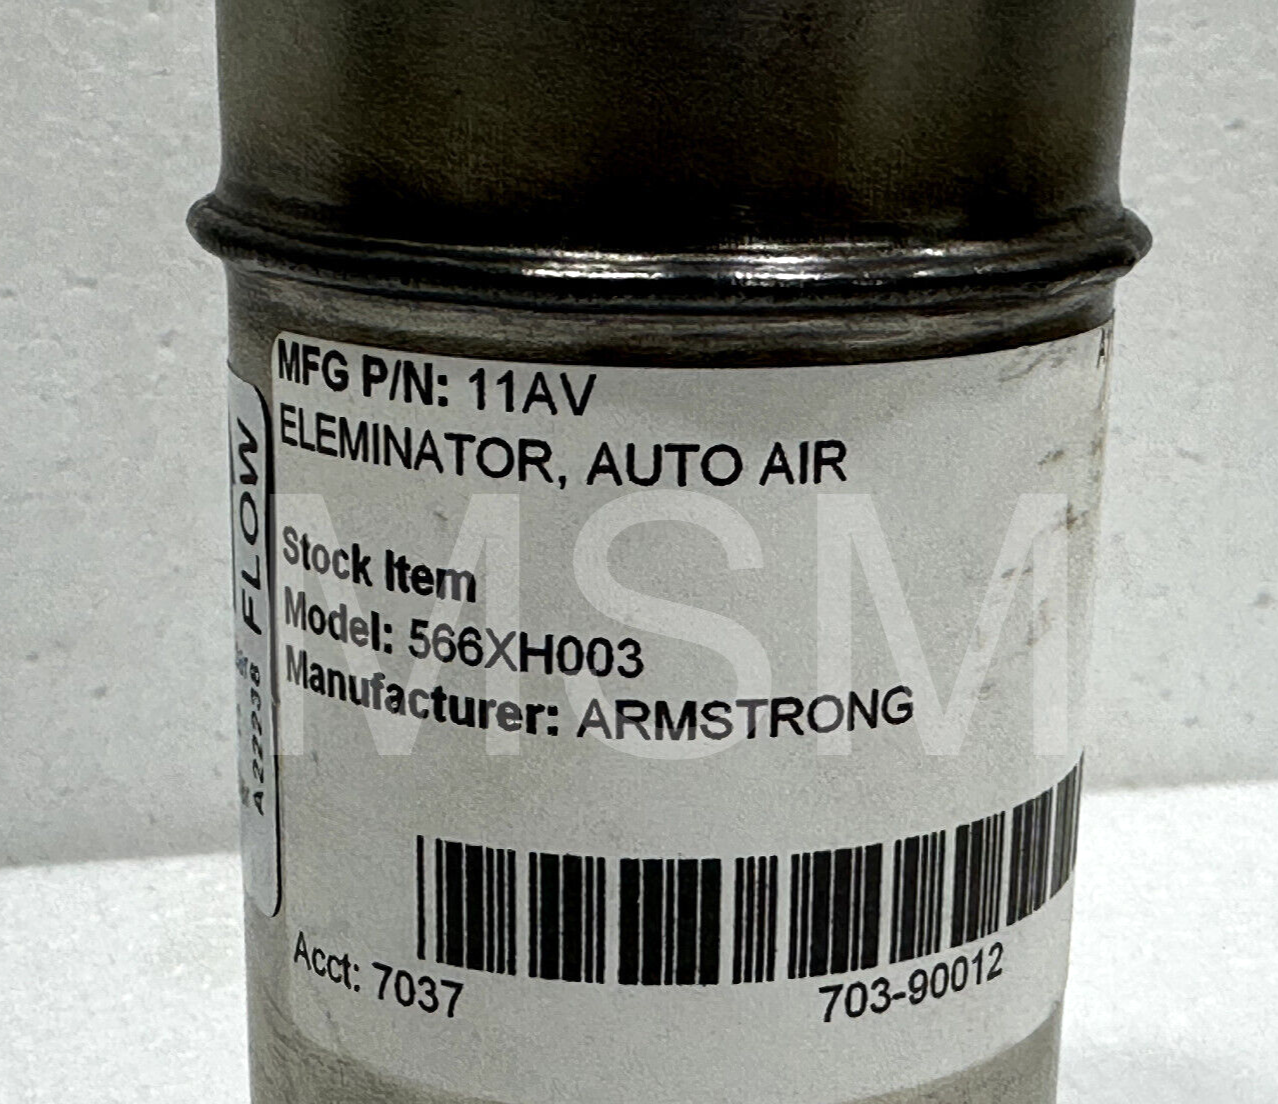 MFG P/N: 11AV
ELEMINATOR, AUTO AIR
Stock Item
Model: 566XH003
Manufacturer: ARMSTRONG
Acct: 7037
703-90012
FLOW
A22238
MSM